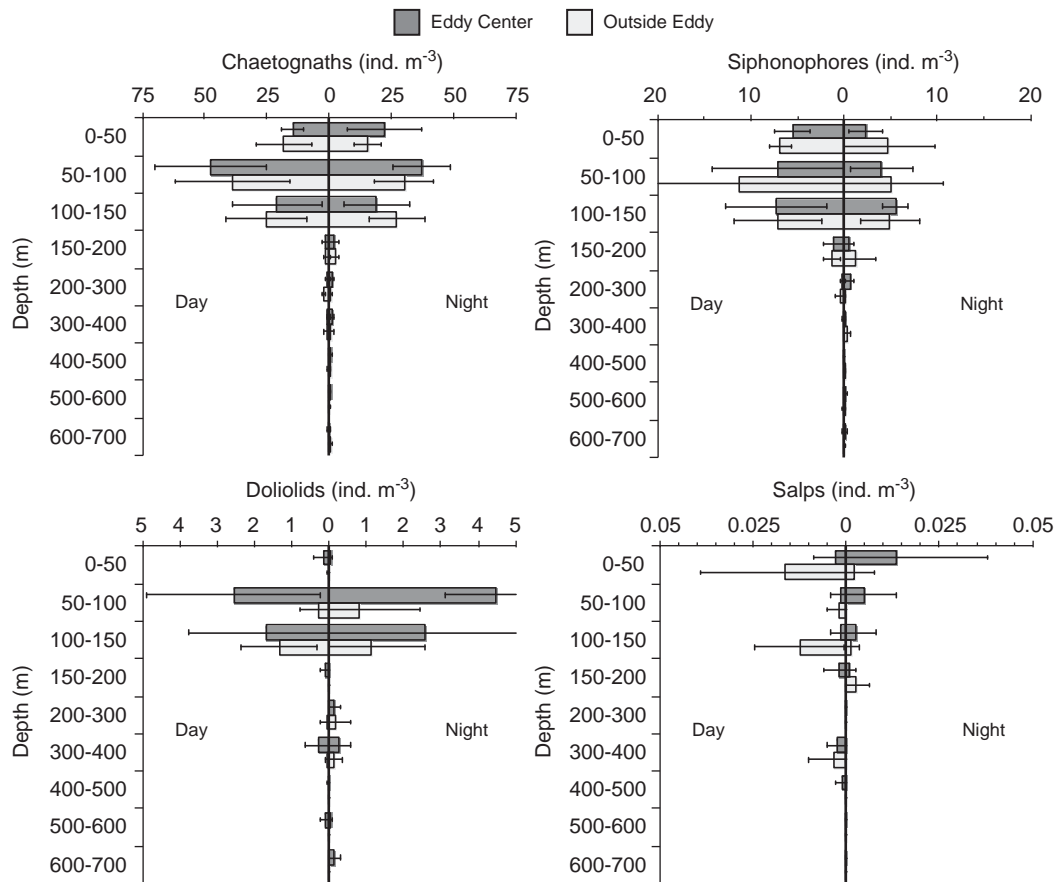 Eddy Center Outside Eddy
Chaetognaths (ind. m-3)
75 50 25 0 25 50 75
0-50
50-100
100-150
150-200
200-300
300-400
400-500
500-600
600-700
Depth (m)
Day Night
Siphonophores (ind. m-3)
20 10 0 10 20
0-50
50-100
100-150
150-200
200-300
300-400
400-500
500-600
600-700
Depth (m)
Day Night
Doliolids (ind. m-3)
5 4 3 2 1 0 1 2 3 4 5
0-50
50-100
100-150
150-200
200-300
300-400
400-500
500-600
600-700
Depth (m)
Day Night
Salps (ind. m-3)
0.05 0.025 0 0.025 0.05
0-50
50-100
100-150
150-200
200-300
300-400
400-500
500-600
600-700
Depth (m)
Day Night